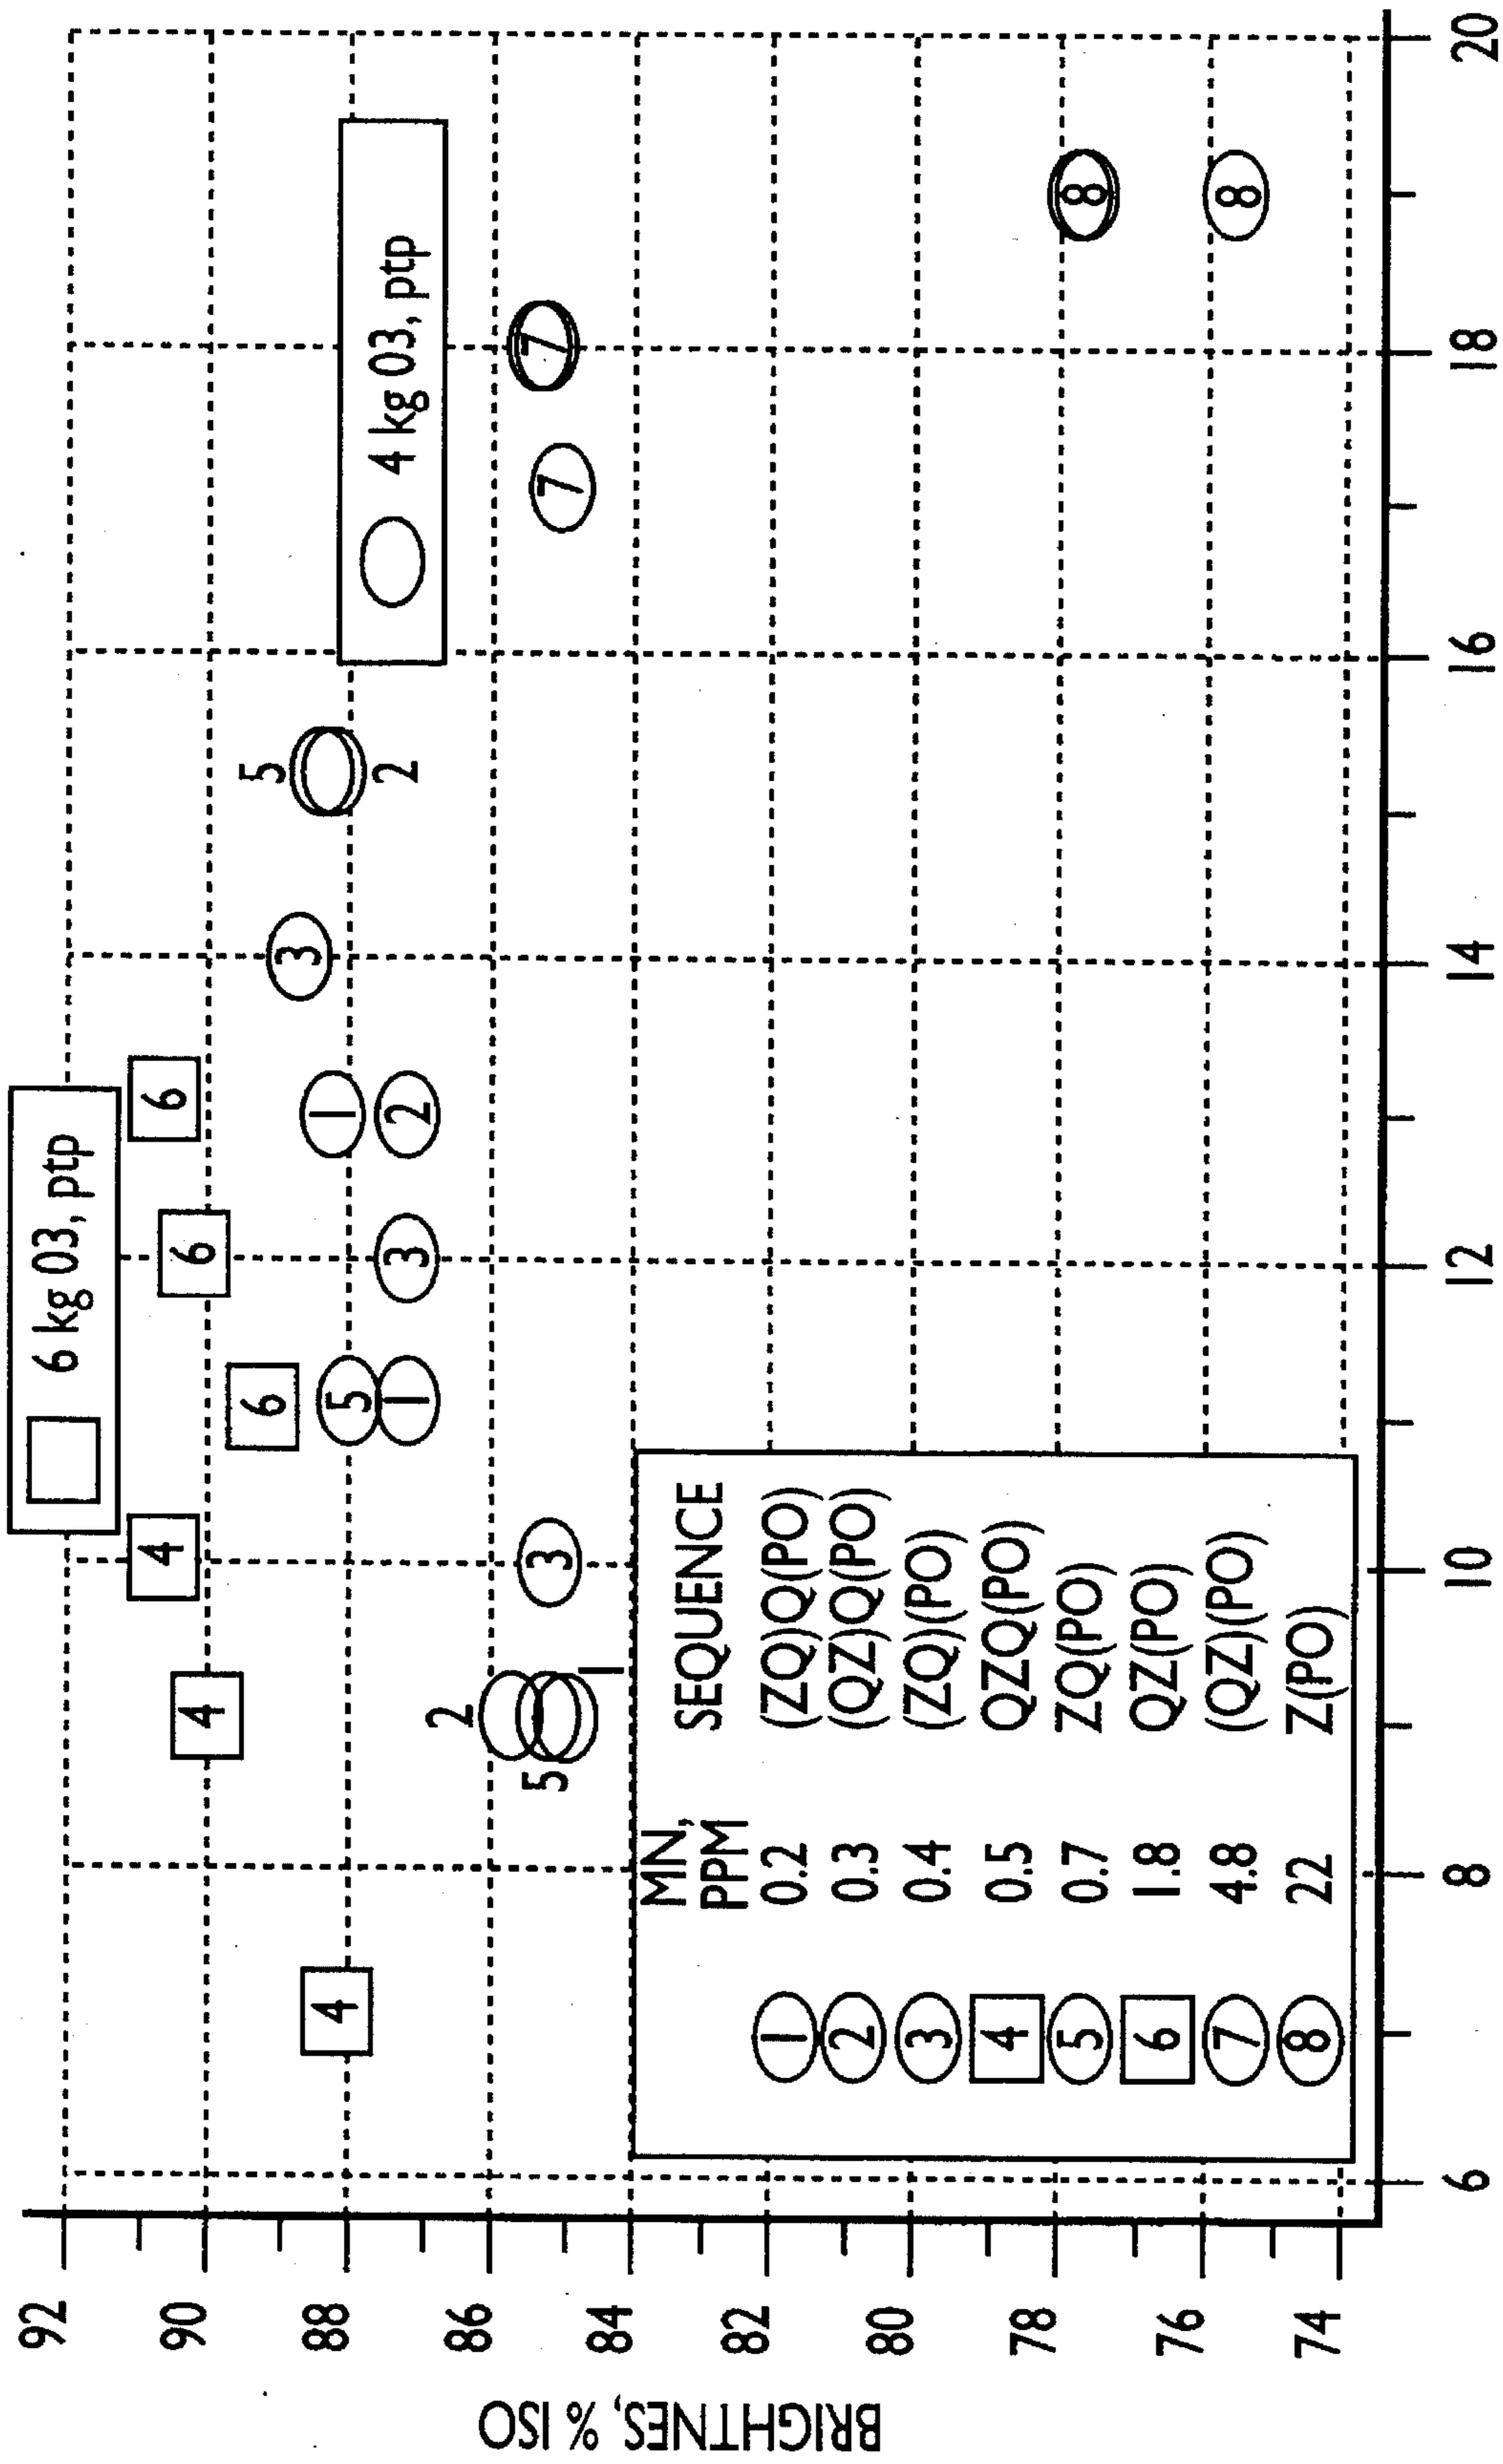 6 kg 03, ptp
4 kg 03, ptp
BRIGHTNES, % ISO
92
90
88
86
84
82
80
78
76
74
4
4
4
6
6
6
2
5
1
3
5
1
3
1
2
3
5
2
7
7
8
8
MN, SEQUENCE
PPM
1 0.2 (ZQ)Q(PO)
2 0.3 (QZ)Q(PO)
3 0.4 (ZQ)(PO)
4 0.5 QZQ(PO)
5 0.7 ZQ(PO)
6 1.8 QZ(PO)
7 4.8 (QZ)(PO)
8 22 Z(PO)
6 8 10 12 14 16 18 20